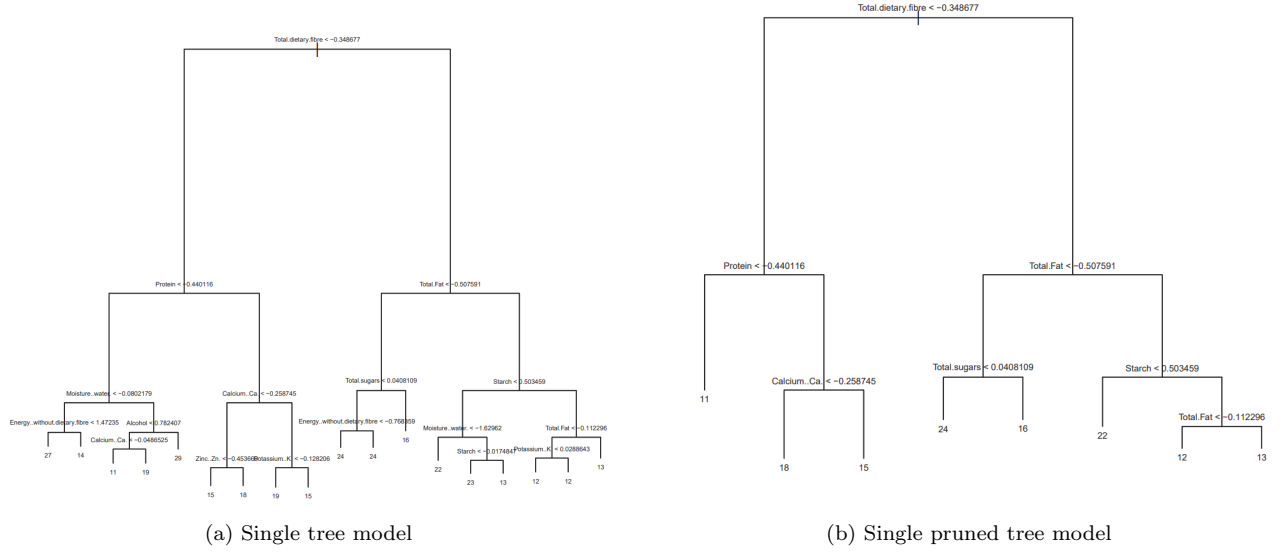 Total.dietary.fibre < −0.348677
Protein < −0.440116
Total.Fat < −0.507591
Moisture..water. < −0.0802179
Calcium..Ca. < −0.258745
Total.sugars < 0.0408109
Starch < 0.503459
Energy..without.dietary.fibre < 1.47235
Alcohol < 0.782407
Energy..without.dietary.fibre < −0.768359
Moisture..water. < −1.62962
Total.Fat < −0.112296
27
14
Calcium..Ca. < −0.0486525
29
Zinc..Zn. < −0.453669
Potassium..K. < −0.128206
24
24
16
Starch < −0.0174847
Potassium..K. < 0.0288643
11
19
15
18
19
15
22
23
13
12
12
13
(a) Single tree model
Total.dietary.fibre < −0.348677
Protein < −0.440116
Total.Fat < −0.507591
Calcium..Ca. < −0.258745
Total.sugars < 0.0408109
Starch < 0.503459
11
Total.Fat < −0.112296
18
15
24
16
22
12
13
(b) Single pruned tree model